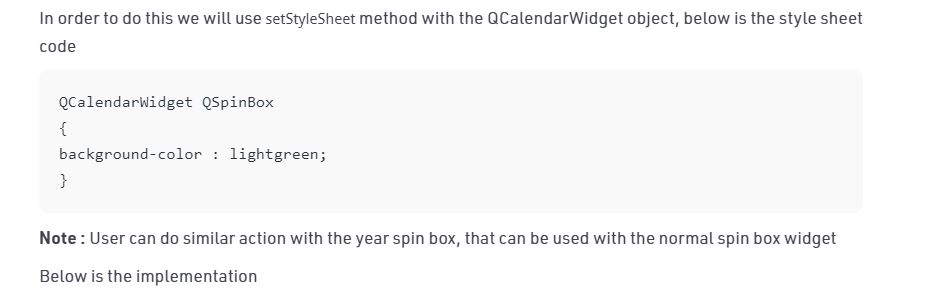 In order to do this we will use setStyleSheet method with the QCalendarWidget object, below is the style sheet
code
QCalendarWidget QSpinBox
{
background-color : lightgreen;
}
Note : User can do similar action with the year spin box, that can be used with the normal spin box widget
Below is the implementation